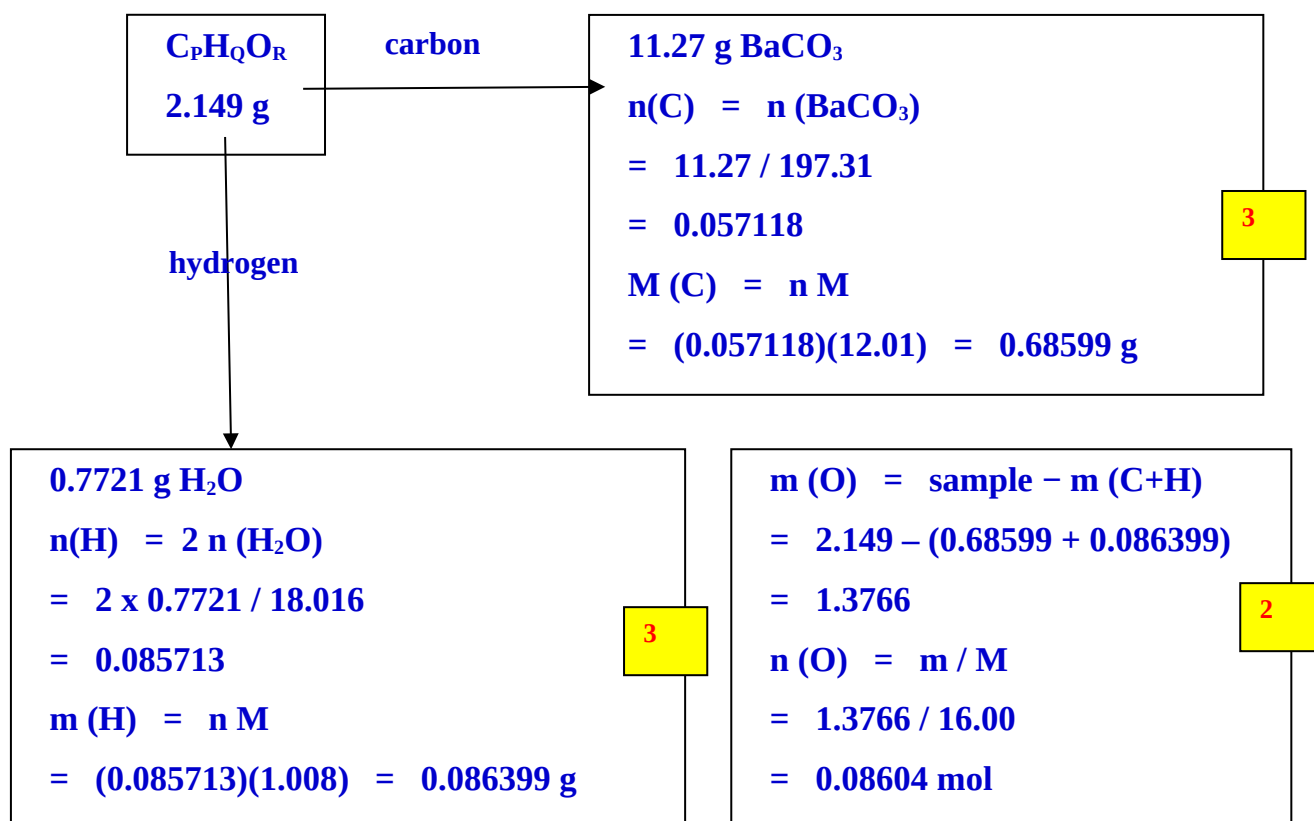 CPHQOR
2.149 g
carbon
11.27 g BaCO3
n(C) = n (BaCO3)
= 11.27 / 197.31
= 0.057118
M (C) = n M
= (0.057118)(12.01) = 0.68599 g
3
hydrogen
0.7721 g H2O
n(H) = 2 n (H2O)
= 2 x 0.7721 / 18.016
= 0.085713
m (H) = n M
= (0.085713)(1.008) = 0.086399 g
3
m (O) = sample − m (C+H)
= 2.149 – (0.68599 + 0.086399)
= 1.3766
n (O) = m / M
= 1.3766 / 16.00
= 0.08604 mol
2